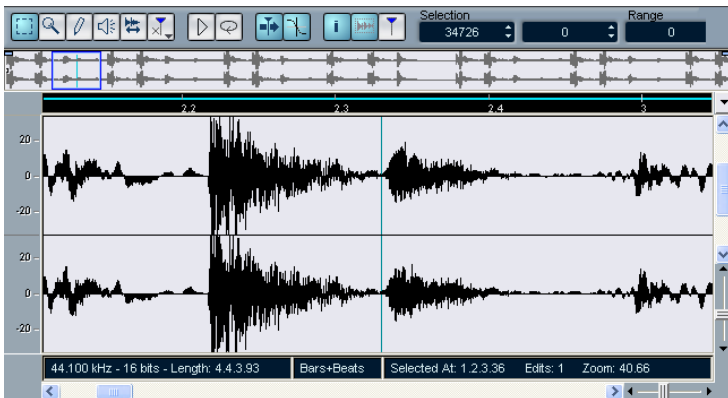 Selection Range
34726 0 0
2.2 2.3 2.4 3
20
0
-20
20
0
-20
44.100 kHz - 16 bits - Length: 4.4.3.93 Bars+Beats Selected At: 1.2.3.36 Edits: 1 Zoom: 40.66